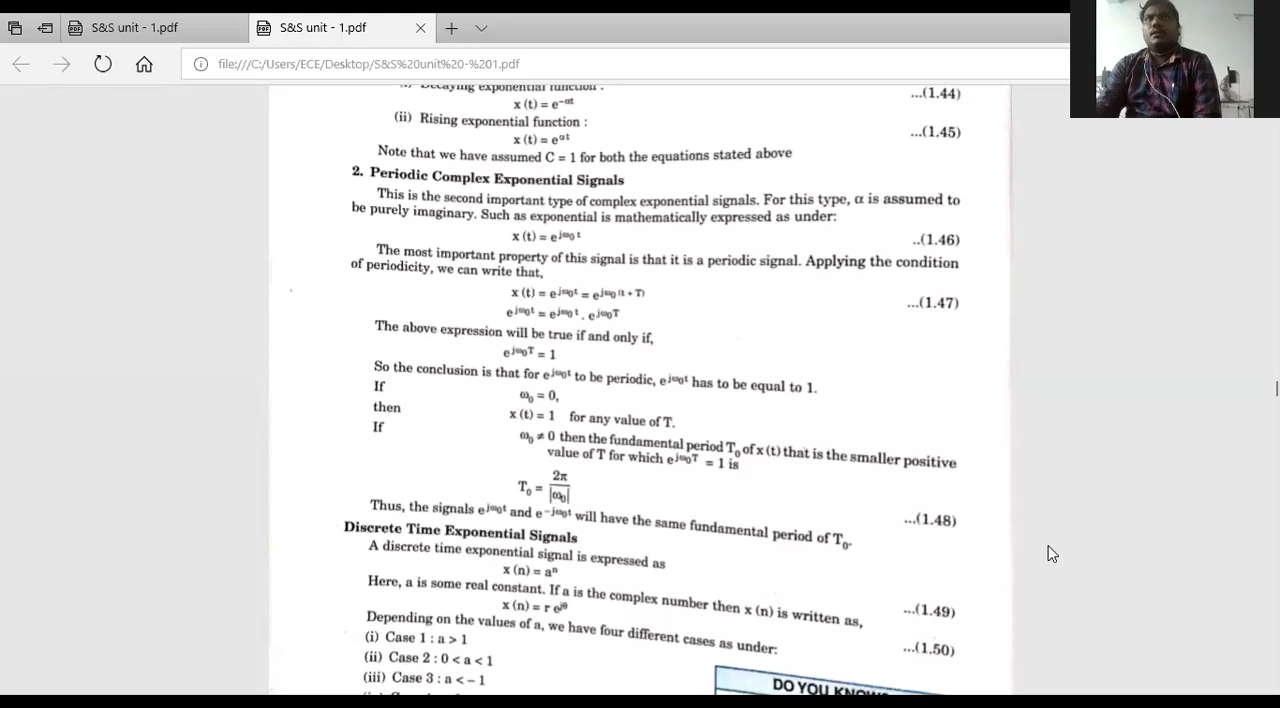 S&S unit - 1.pdf
S&S unit - 1.pdf
file:///C:/Users/ECE/Desktop/S&S%20unit%20-%201.pdf
Decaying exponential function :
x (t) = e^-αt ...(1.44)
(ii) Rising exponential function :
x (t) = e^αt ...(1.45)
Note that we have assumed C = 1 for both the equations stated above
2. Periodic Complex Exponential Signals
This is the second important type of complex exponential signals. For this type, α is assumed to
be purely imaginary. Such as exponential is mathematically expressed as under:
x (t) = e^jω₀t ..(1.46)
The most important property of this signal is that it is a periodic signal. Applying the condition
of periodicity, we can write that,
x (t) = e^jω₀t = e^jω₀(t + T) ...(1.47)
e^jω₀t = e^jω₀t . e^jω₀T
The above expression will be true if and only if,
e^jω₀T = 1
So the conclusion is that for e^jω₀t to be periodic, e^jω₀t has to be equal to 1.
If ω₀ = 0,
then x (t) = 1 for any value of T.
If ω₀ ≠ 0 then the fundamental period T₀ of x (t) that is the smaller positive
value of T for which e^jω₀T = 1 is
T₀ = 2π / |ω₀| ...(1.48)
Thus, the signals e^jω₀t and e^-jω₀t will have the same fundamental period of T₀.
Discrete Time Exponential Signals
A discrete time exponential signal is expressed as
x (n) = aⁿ ...(1.49)
Here, a is some real constant. If a is the complex number then x (n) is written as,
x (n) = r e^jθ ...(1.50)
Depending on the values of a, we have four different cases as under:
(i) Case 1 : a > 1
(ii) Case 2 : 0 < a < 1
(iii) Case 3 : a < − 1
DO YOU KNOW